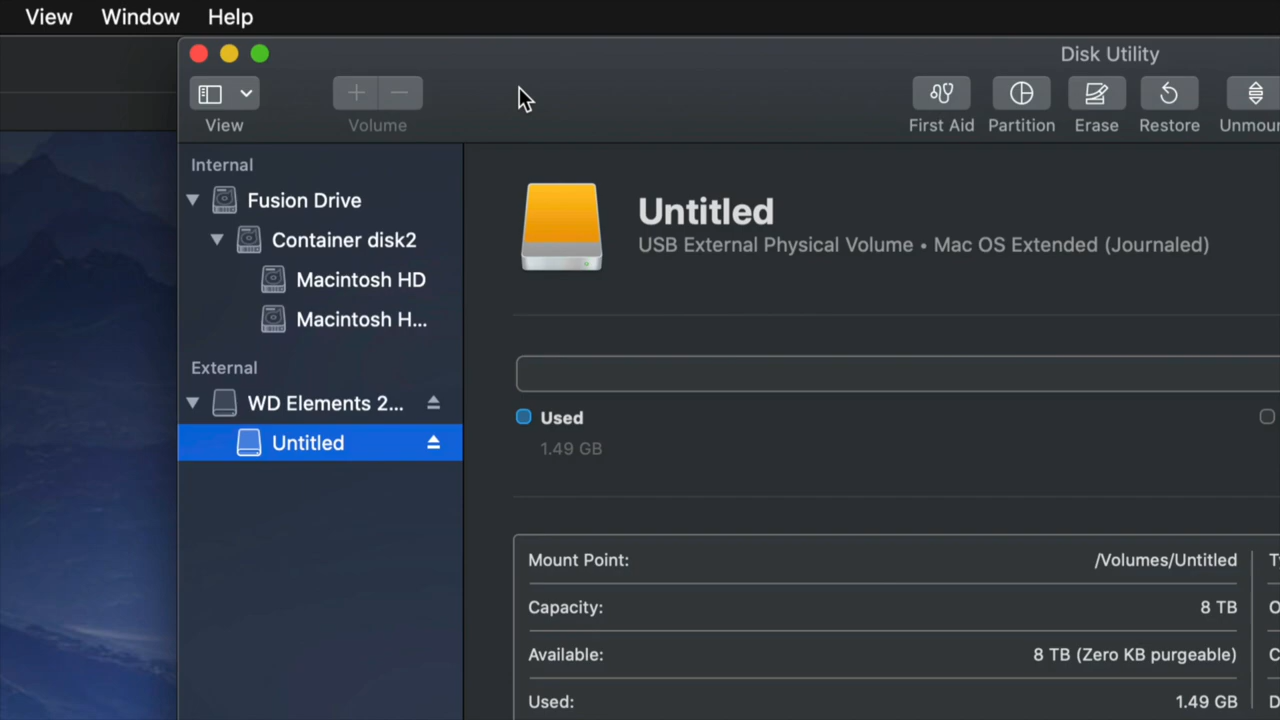 View Window Help
Disk Utility
View
Volume
First Aid Partition Erase Restore Unmou
Internal
Fusion Drive
Container disk2
Macintosh HD
Macintosh H...
External
WD Elements 2...
Untitled
Untitled
USB External Physical Volume • Mac OS Extended (Journaled)
Used
1.49 GB
Mount Point: /Volumes/Untitled
Capacity: 8 TB
Available: 8 TB (Zero KB purgeable)
Used: 1.49 GB